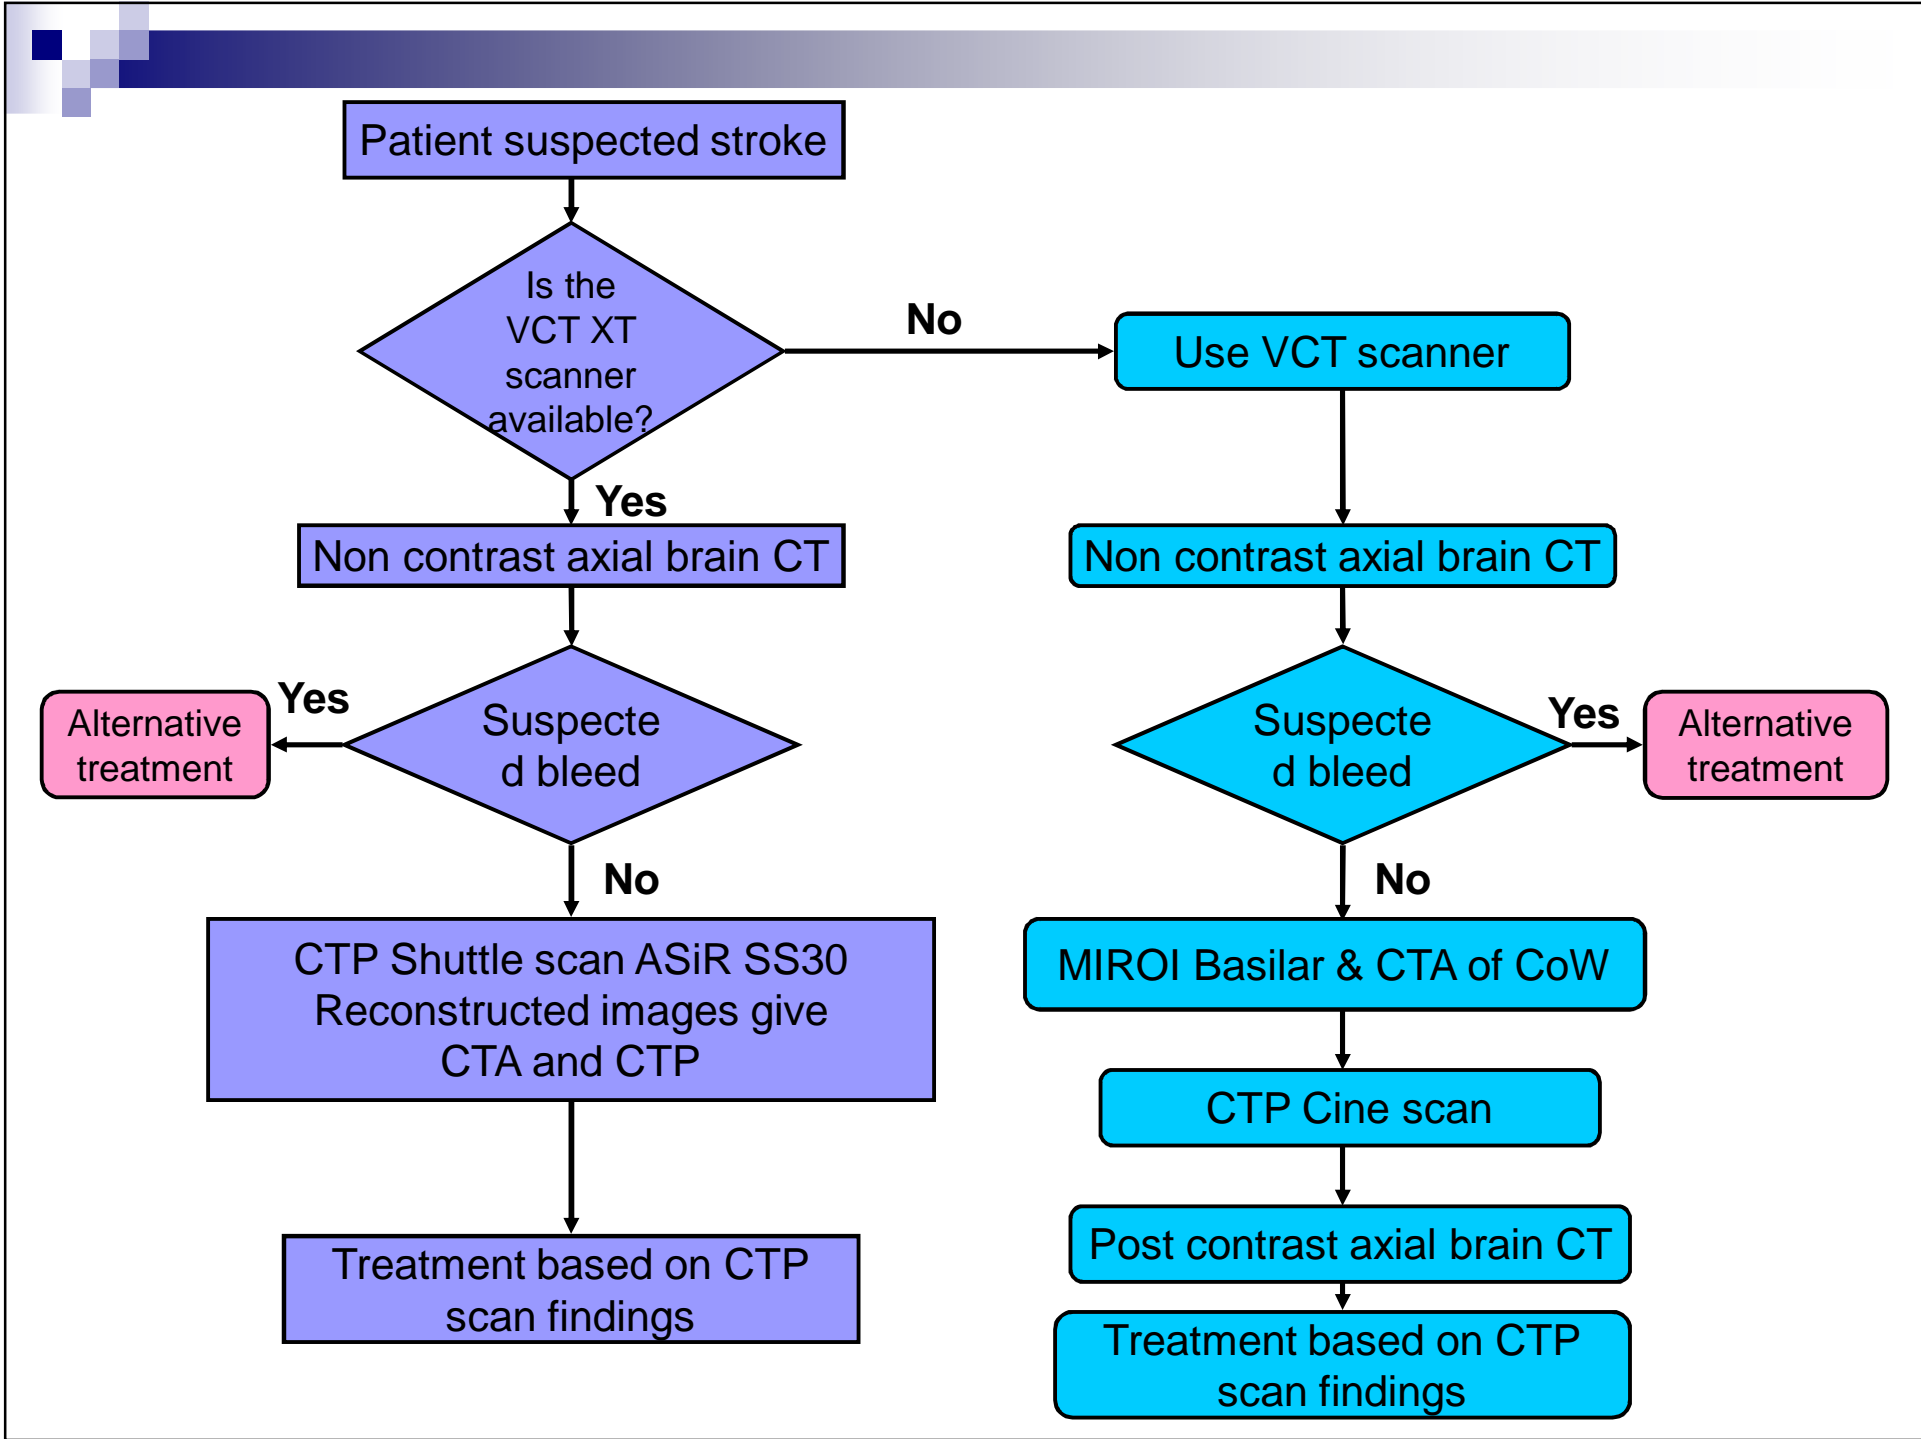 Patient suspected stroke
Is the
VCT XT
scanner
available?
No
Use VCT scanner
Yes
Non contrast axial brain CT
Non contrast axial brain CT
Yes
Alternative
treatment
Suspecte
d bleed
Suspecte
d bleed
Yes
Alternative
treatment
No
No
CTP Shuttle scan ASiR SS30
Reconstructed images give
CTA and CTP
MIROI Basilar & CTA of CoW
CTP Cine scan
Post contrast axial brain CT
Treatment based on CTP
scan findings
Treatment based on CTP
scan findings